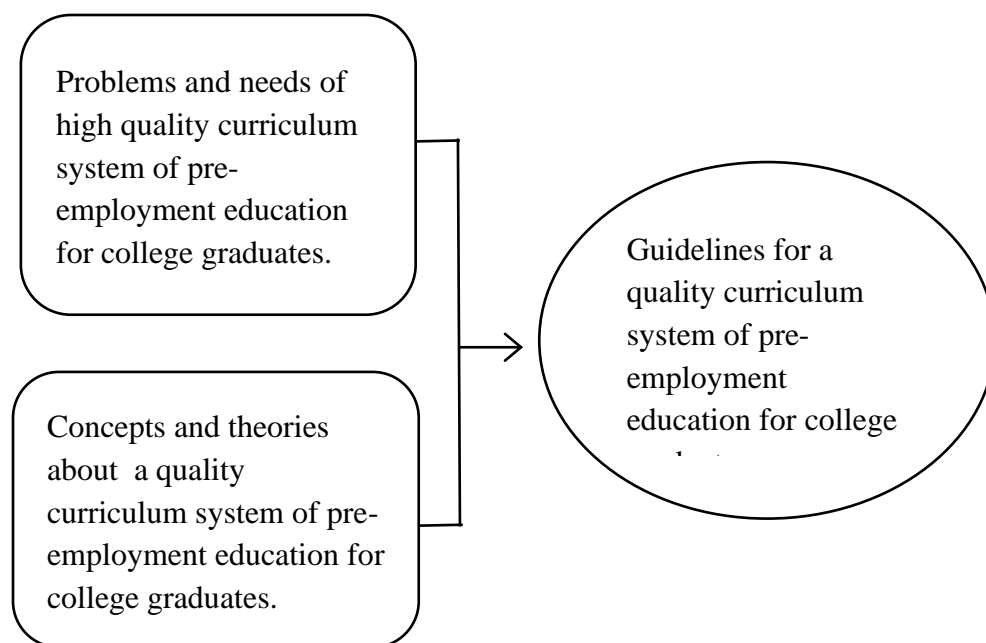 Problems and needs of
high quality curriculum
system of pre-
employment education
for college graduates.
Concepts and theories
about  a quality
curriculum system of pre-
employment education for
college graduates.
Guidelines for a
quality curriculum
system of pre-
employment
education for college